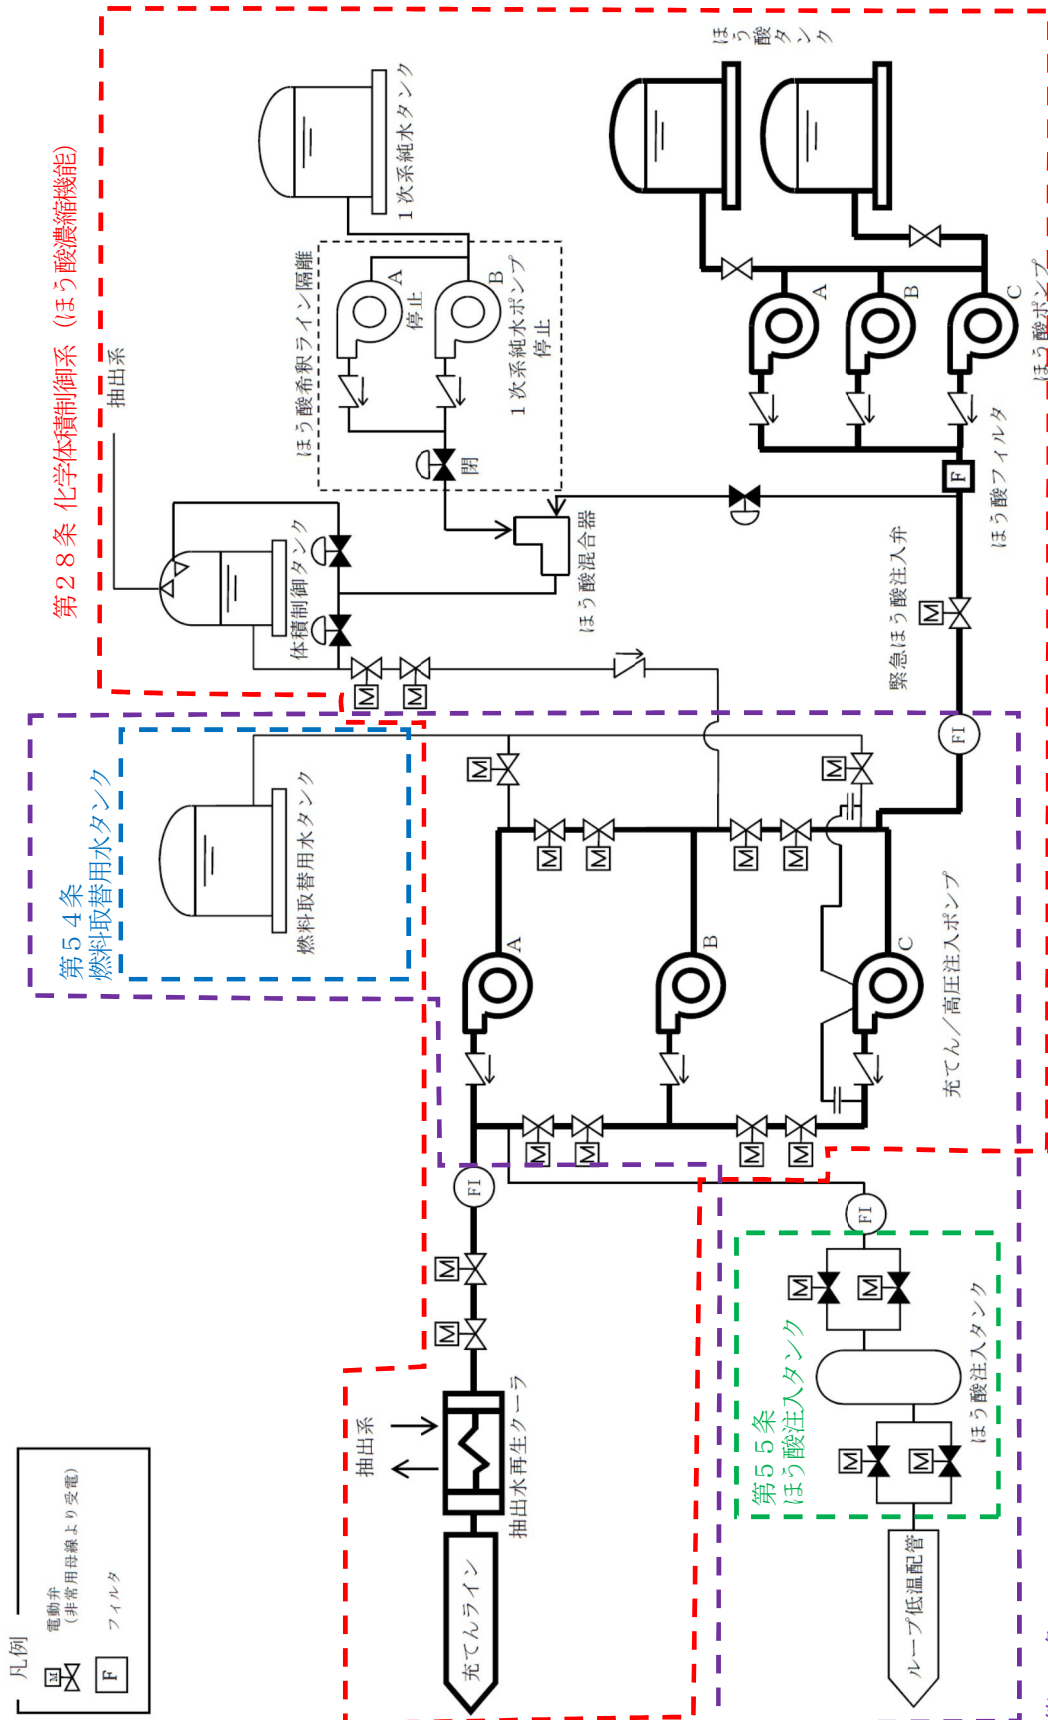 第２８条 化学体積制御系（ほう酸濃縮機能）
抽出系
体積制御タンク
ほう酸希釈ライン隔離
A
停止
B
1次系純水ポンプ
停止
閉
1次系純水タンク
ほう酸混合器
ほう酸タンク
A
B
C
ほう酸ポンプ
F
ほう酸フィルタ
M
緊急ほう酸注入弁
FI
M
M
第５４条
燃料取替用水タンク
燃料取替用水タンク
M
M
M
M
M
M
A
B
C
充てん／高圧注入ポンプ
M
M
M
M
FI
M
M
抽出系
抽出水再生クーラ
充てんライン
FI
第５５条
ほう酸注入タンク
M
M
ほう酸注入タンク
M
M
ループ低温配管
凡例
M
電動弁
(非常用母線より受電)
F
フィルタ